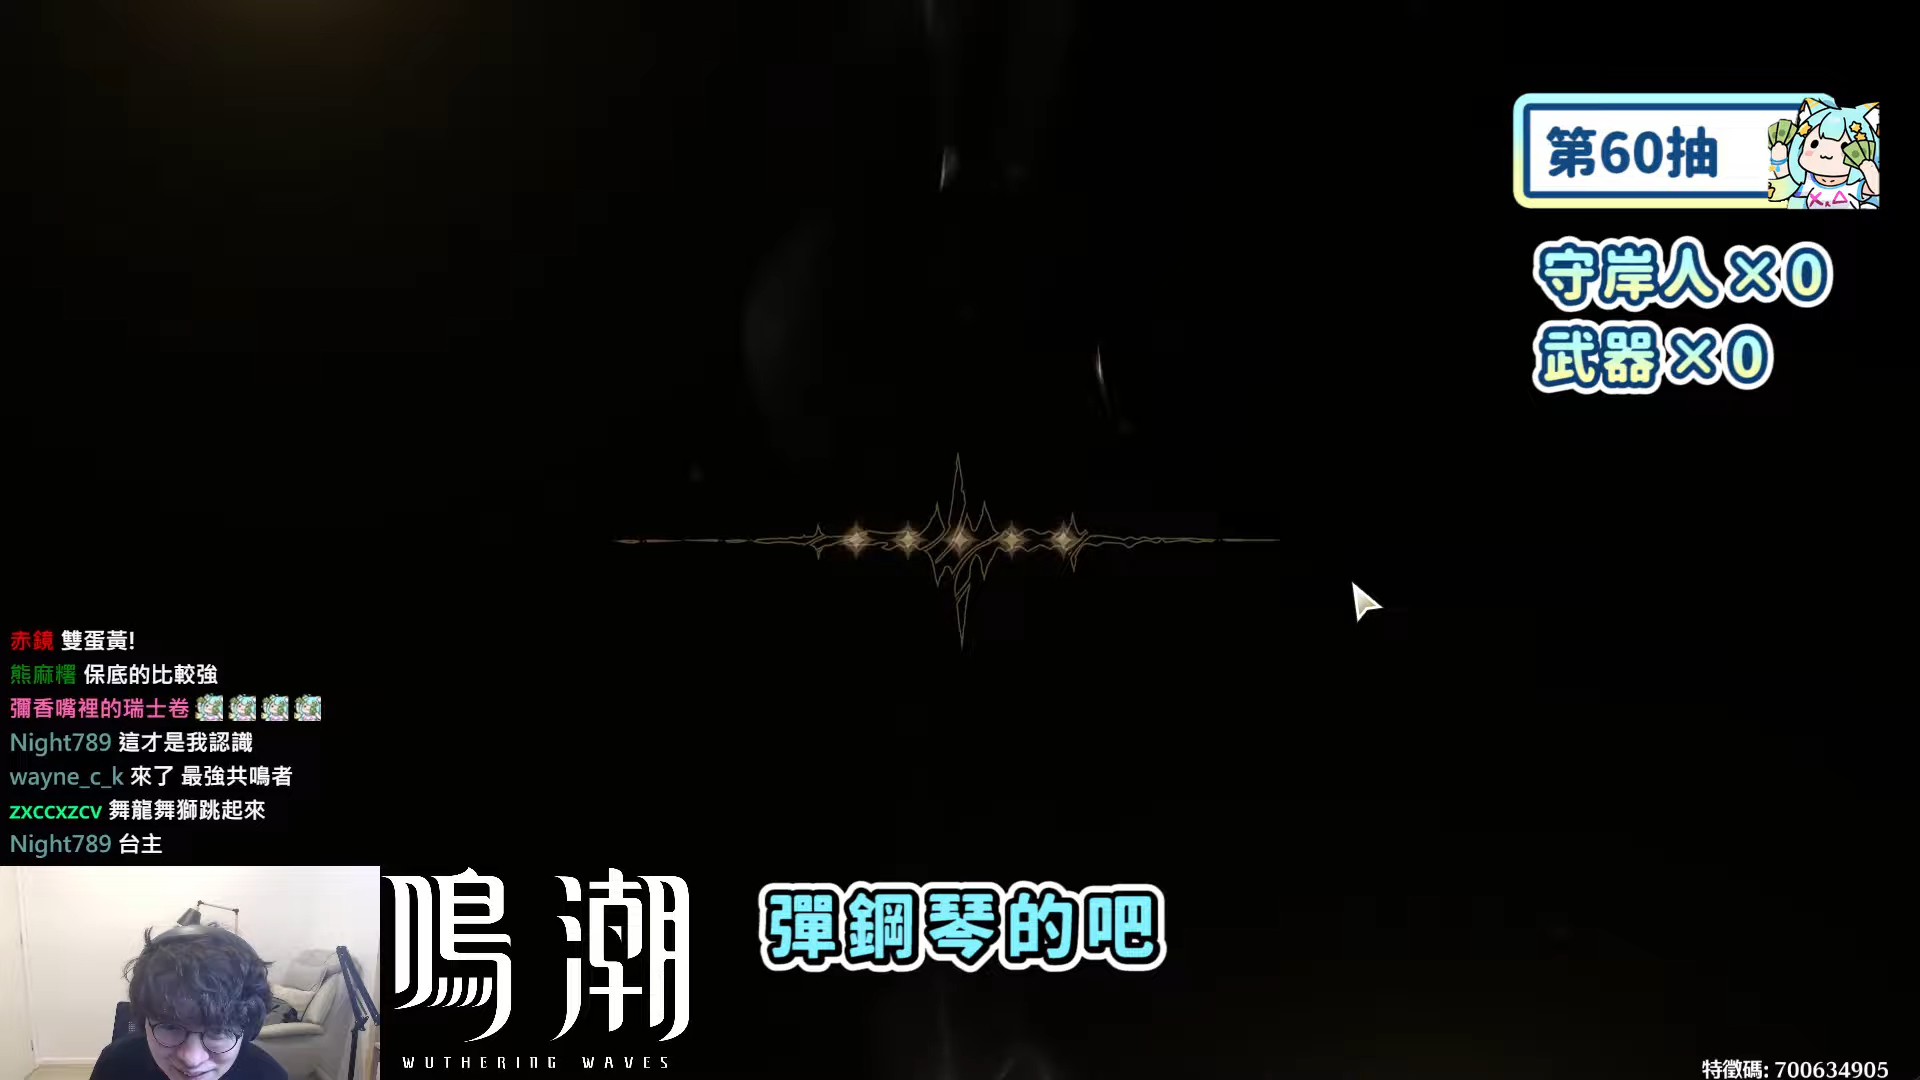 第60抽
守岸人×0
武器×0
赤鏡 雙蛋黃!
熊麻糬 保底的比較強
彌香嘴裡的瑞士卷
Night789 這才是我認識
wayne_c_k 來了 最強共鳴者
zxccxzcv 舞龍舞獅跳起來
Night789 台主
鳴潮
WUTHERING WAVES
彈鋼琴的吧
特徵碼: 700634905